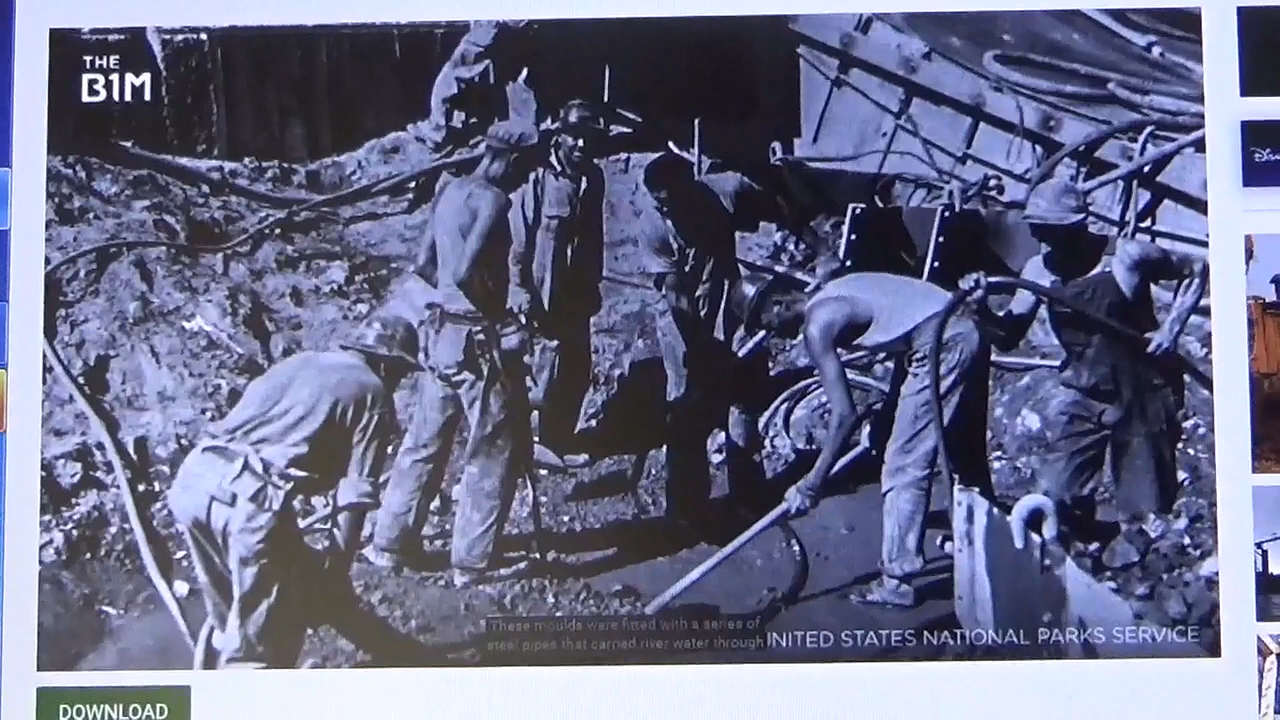 THE
B1M
These moulds were fitted with a series of
steel pipes that carried river water through
UNITED STATES NATIONAL PARKS SERVICE
DOWNLOAD